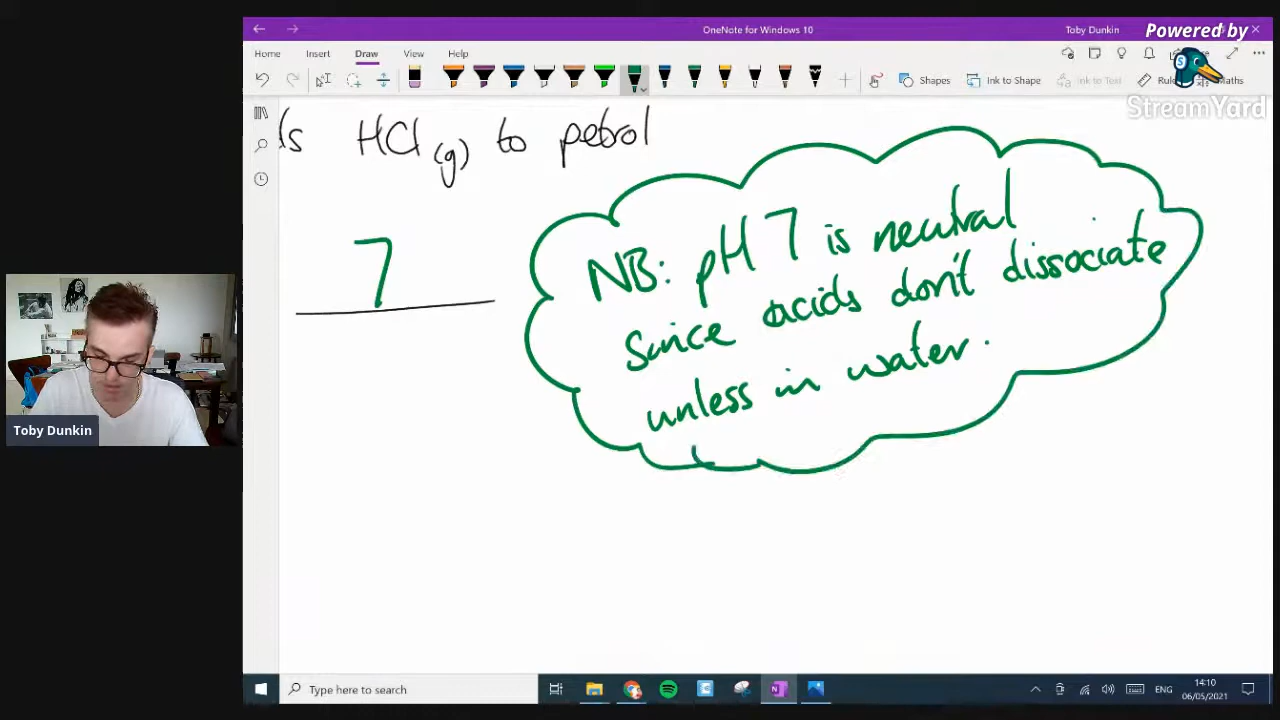 OneNote for Windows 10
Toby Dunkin
Powered by
StreamYard
Home Insert Draw View Help
Shapes
Ink to Shape
Ink to Text
Maths
HCl(g) to petrol
7
NB: pH 7 is neutral
since acids don't dissociate
unless in water.
Toby Dunkin
Type here to search
ENG
14:10
06/05/2021